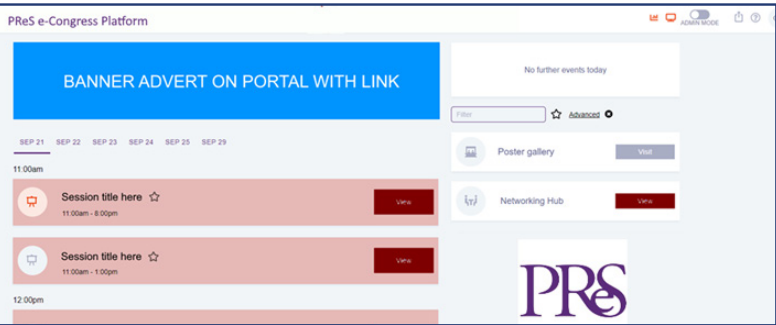 PReS e-Congress Platform
ADMIN MODE
BANNER ADVERT ON PORTAL WITH LINK
SEP 21 SEP 22 SEP 23 SEP 24 SEP 25 SEP 29
11:00am
Session title here
11:00am - 8:00pm
View
Session title here
11:00am - 1:00pm
View
12:00pm
No further events today
Filter
Advanced
Poster gallery
Visit
Networking Hub
View
PReS